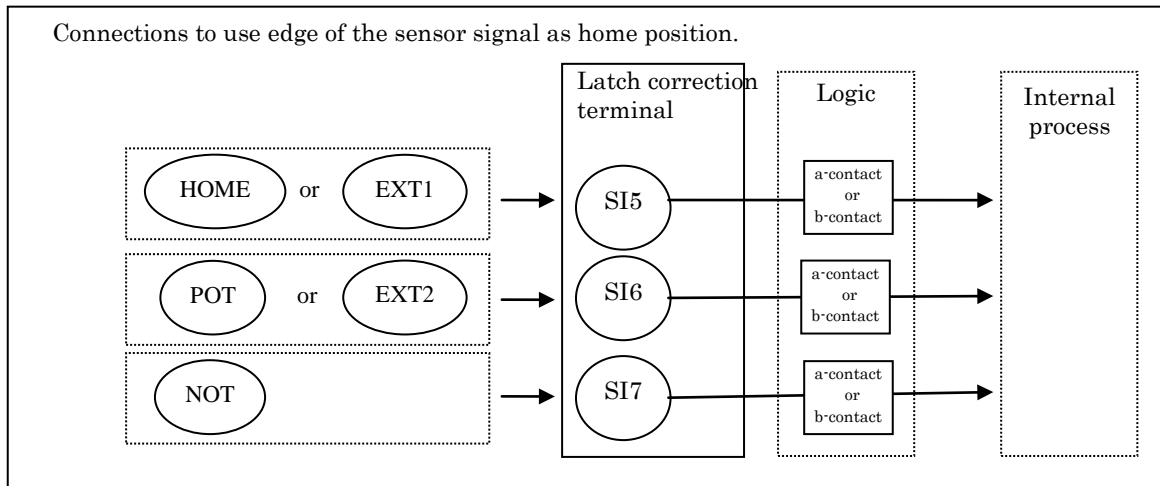 Connections to use edge of the sensor signal as home position.
Latch correction
terminal
Logic
Internal
process
HOME or EXT1
SI5
a-contact
or
b-contact
POT or EXT2
SI6
a-contact
or
b-contact
NOT
SI7
a-contact
or
b-contact